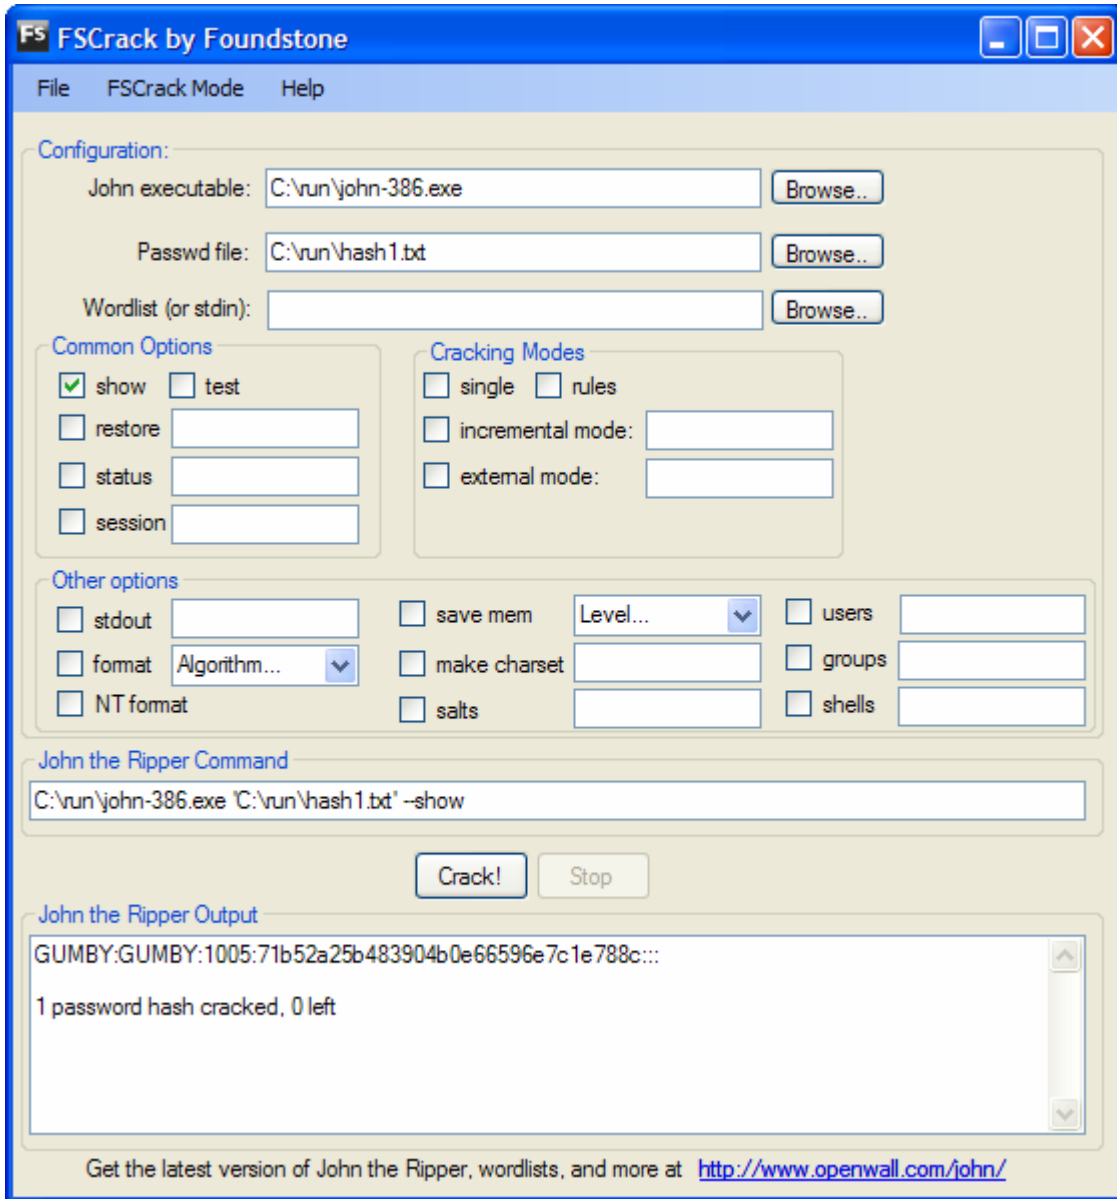 FS FSCrack by Foundstone
File FSCrack Mode Help
Configuration:
John executable: C:\run\john-386.exe Browse..
Passwd file: C:\run\hash1.txt Browse..
Wordlist (or stdin): Browse..
Common Options
show test
restore
status
session
Cracking Modes
single rules
incremental mode:
external mode:
Other options
stdout
format Algorithm...
NT format
save mem Level...
make charset
salts
users
groups
shells
John the Ripper Command
C:\run\john-386.exe 'C:\run\hash1.txt' --show
Crack! Stop
John the Ripper Output
GUMBY:GUMBY:1005:71b52a25b483904b0e66596e7c1e788c:::
1 password hash cracked, 0 left
Get the latest version of John the Ripper, wordlists, and more at http://www.openwall.com/john/